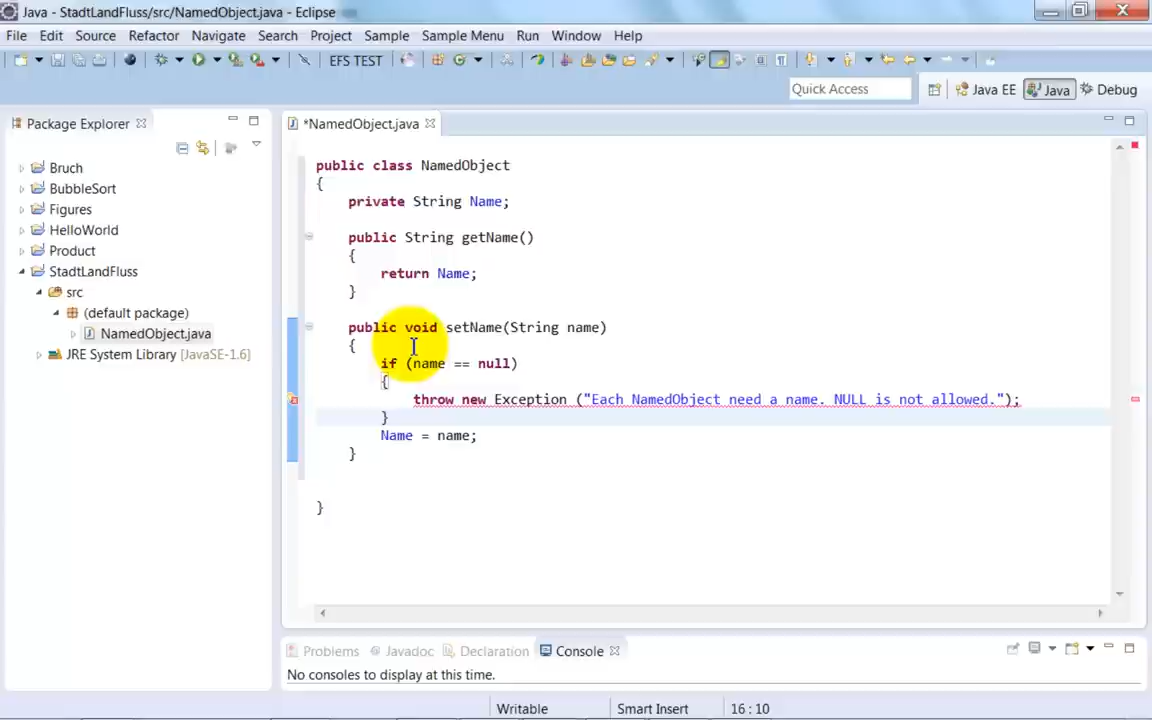 Java - StadtLandFluss/src/NamedObject.java - Eclipse
File Edit Source Refactor Navigate Search Project Sample Sample Menu Run Window Help
EFS TEST
Quick Access Java EE Java Debug
Package Explorer
Bruch
BubbleSort
Figures
HelloWorld
Product
StadtLandFluss
src
(default package)
NamedObject.java
JRE System Library [JavaSE-1.6]
*NamedObject.java
public class NamedObject
{
private String Name;
public String getName()
{
return Name;
}
public void setName(String name)
{
if (name == null)
{
throw new Exception ("Each NamedObject need a name. NULL is not allowed.");
}
Name = name;
}
}
Problems Javadoc Declaration Console
No consoles to display at this time.
Writable Smart Insert 16 : 10